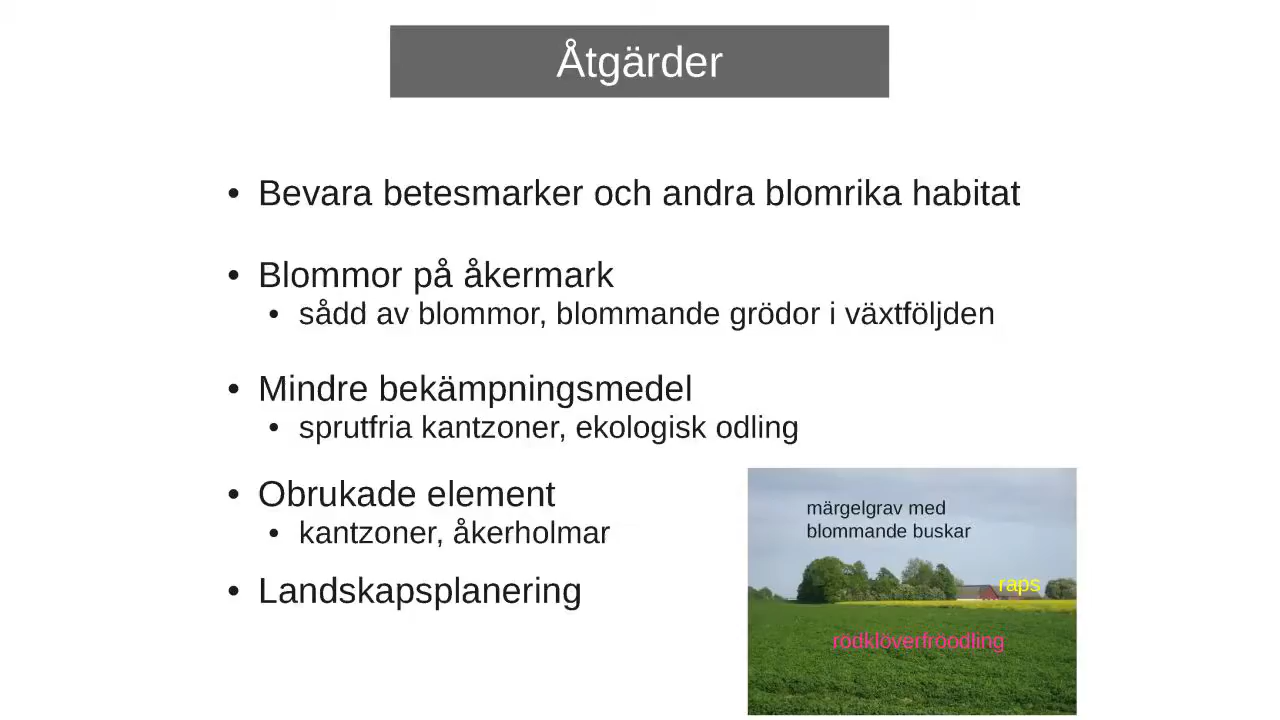 Åtgärder
• Bevara betesmarker och andra blomrika habitat
• Blommor på åkermark
• sådd av blommor, blommande grödor i växtföljden
• Mindre bekämpningsmedel
• sprutfria kantzoner, ekologisk odling
• Obrukade element
• kantzoner, åkerholmar
• Landskapsplanering
märgelgrav med
blommande buskar
raps
rödklöverfröodling